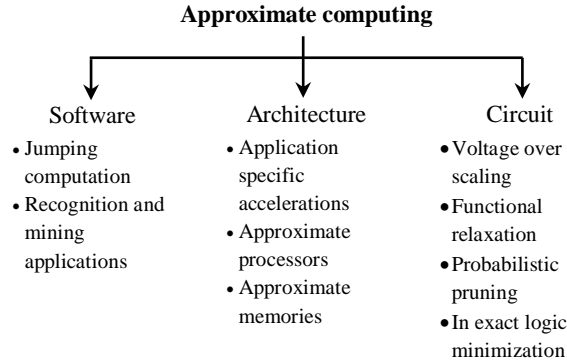 Approximate computing
Software
• Jumping
computation
• Recognition and
mining
applications
Architecture
• Application
specific
accelerations
• Approximate
processors
• Approximate
memories
Circuit
• Voltage over
scaling
• Functional
relaxation
• Probabilistic
pruning
• In exact logic
minimization